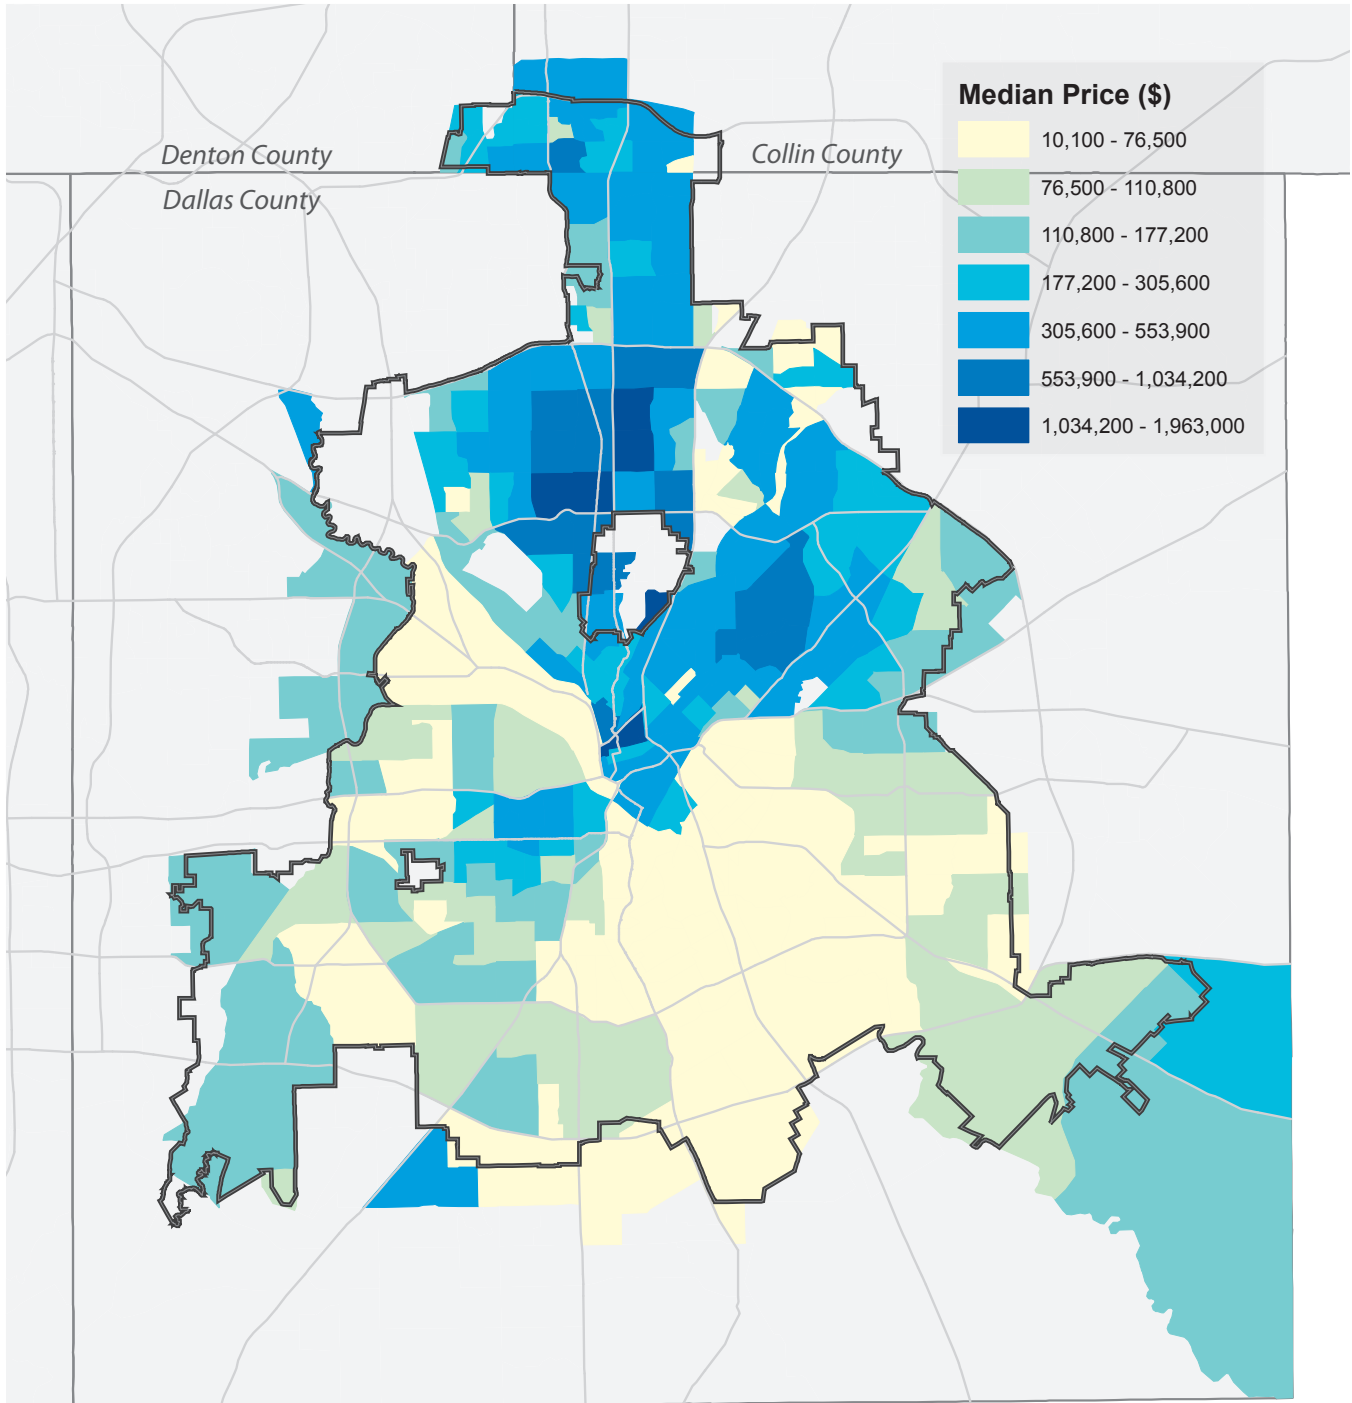 Median Price ($)
10,100 - 76,500
Denton County
Collin County
76,500 - 110,800
Dallas County
110,800 - 177,200
177,200 - 305,600
305,600 - 553,900
553,900 - 1,034,200
1,034,200 - 1,963,000